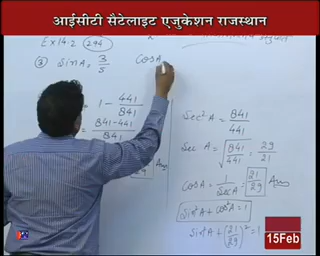 आईसीटी सैटेलाइट एजुकेशन राजस्थान
Ex 14.2 (294)
③ SinA = 3/5 CosA
= 1 - 441/841
= 841-441/841
Sec²A = 841/441
Sec A = √841/441 = 29/21
CosA = 1/SecA = 21/29 Ans
Sin²A + Cos²A = 1
Sin²A + (21/29)² = 1
15Feb